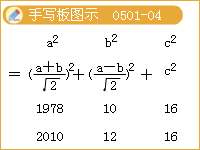 手写板图示 0501-04
a² b² c²
= (a+b/√2)² + (a-b/√2)² + c²
1978 10 16
2010 12 16